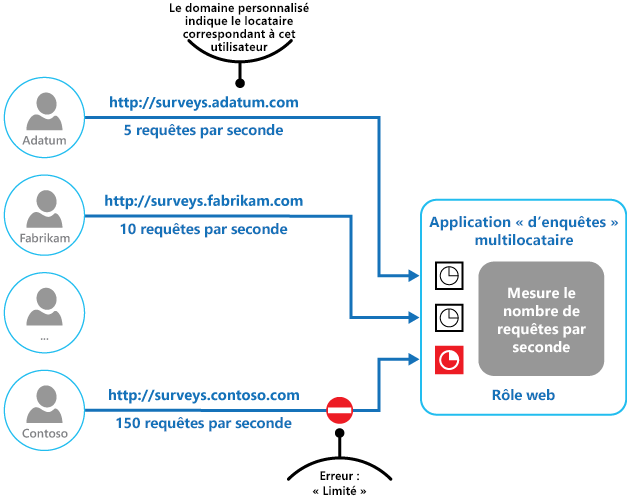 Le domaine personnalisé
indique le locataire
correspondant à cet
utilisateur
http://surveys.adatum.com
5 requêtes par seconde
Adatum
http://surveys.fabrikam.com
10 requêtes par seconde
Fabrikam
...
http://surveys.contoso.com
150 requêtes par seconde
Contoso
Erreur :
« Limité »
Application « d'enquêtes »
multilocataire
Mesure le
nombre de
requêtes par
seconde
Rôle web